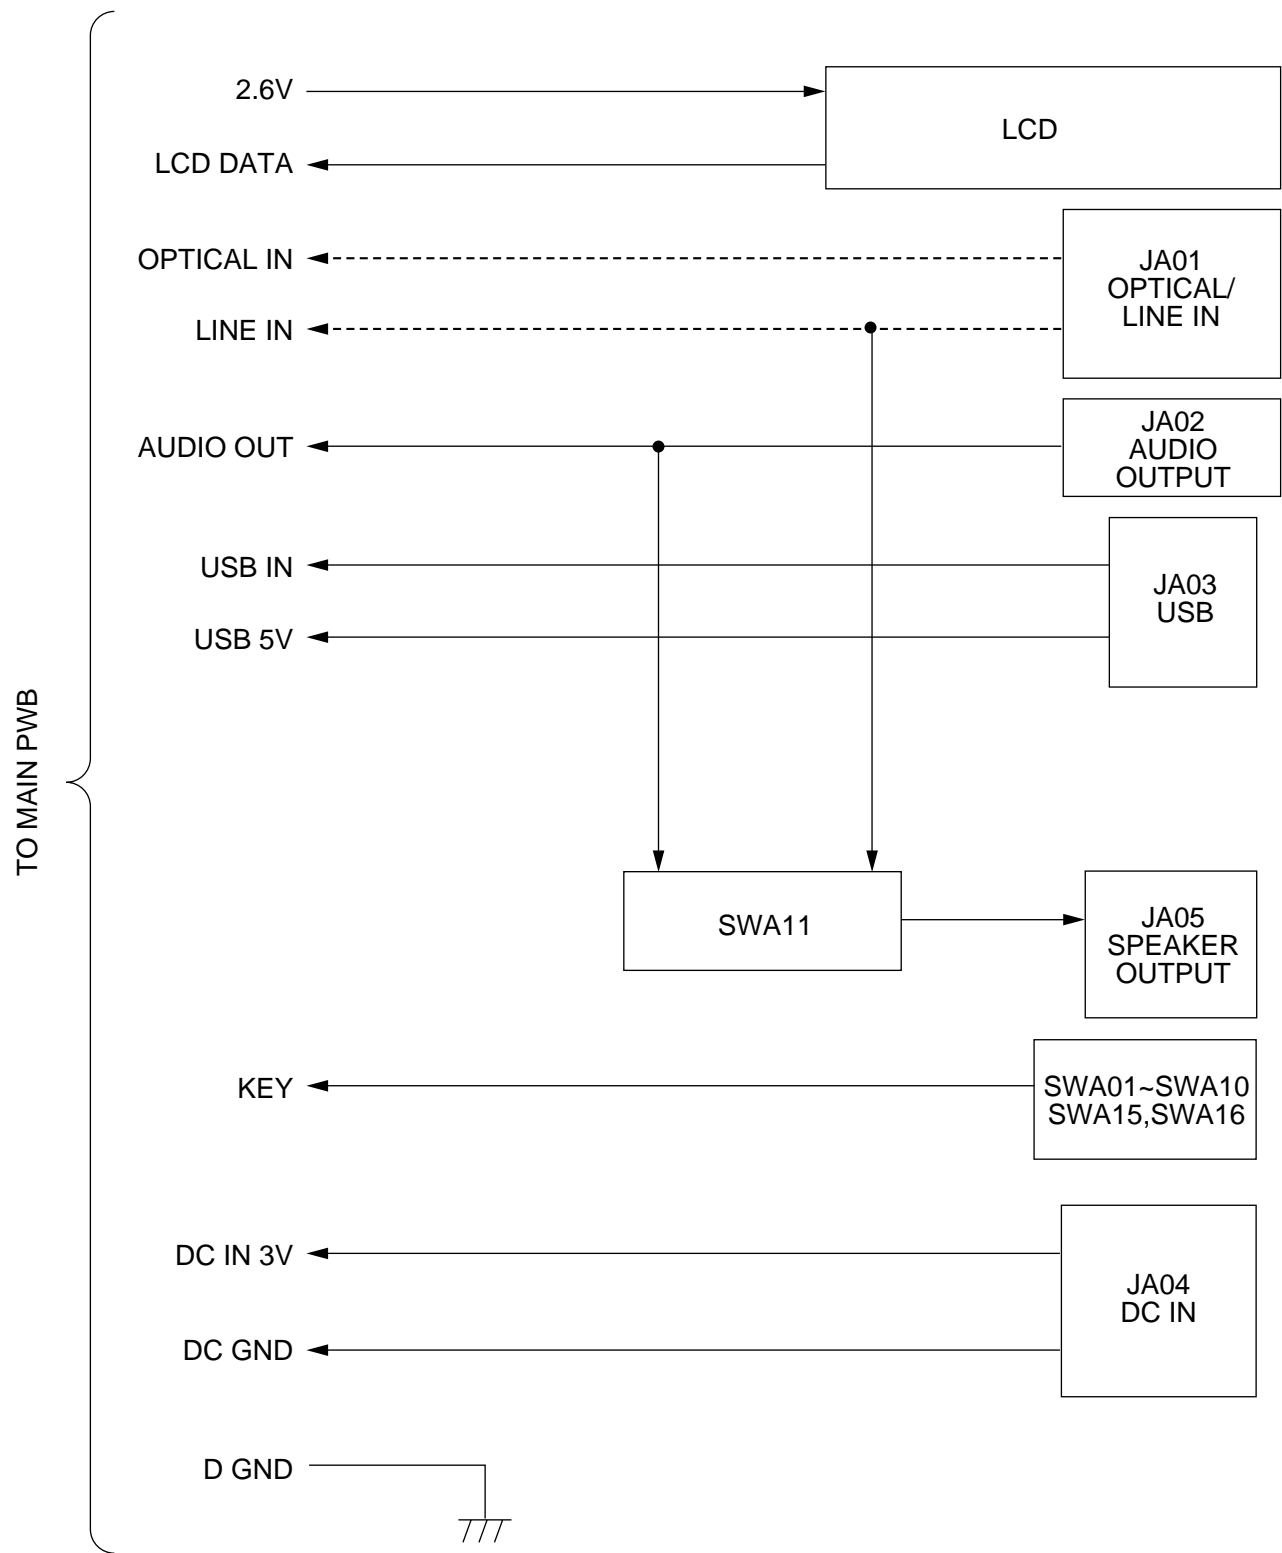 2.6V
LCD
LCD DATA
OPTICAL IN
JA01
OPTICAL/
LINE IN
LINE IN
AUDIO OUT
JA02
AUDIO
OUTPUT
USB IN
JA03
USB
USB 5V
TO MAIN PWB
SWA11
JA05
SPEAKER
OUTPUT
KEY
SWA01~SWA10
SWA15,SWA16
DC IN 3V
JA04
DC IN
DC GND
D GND